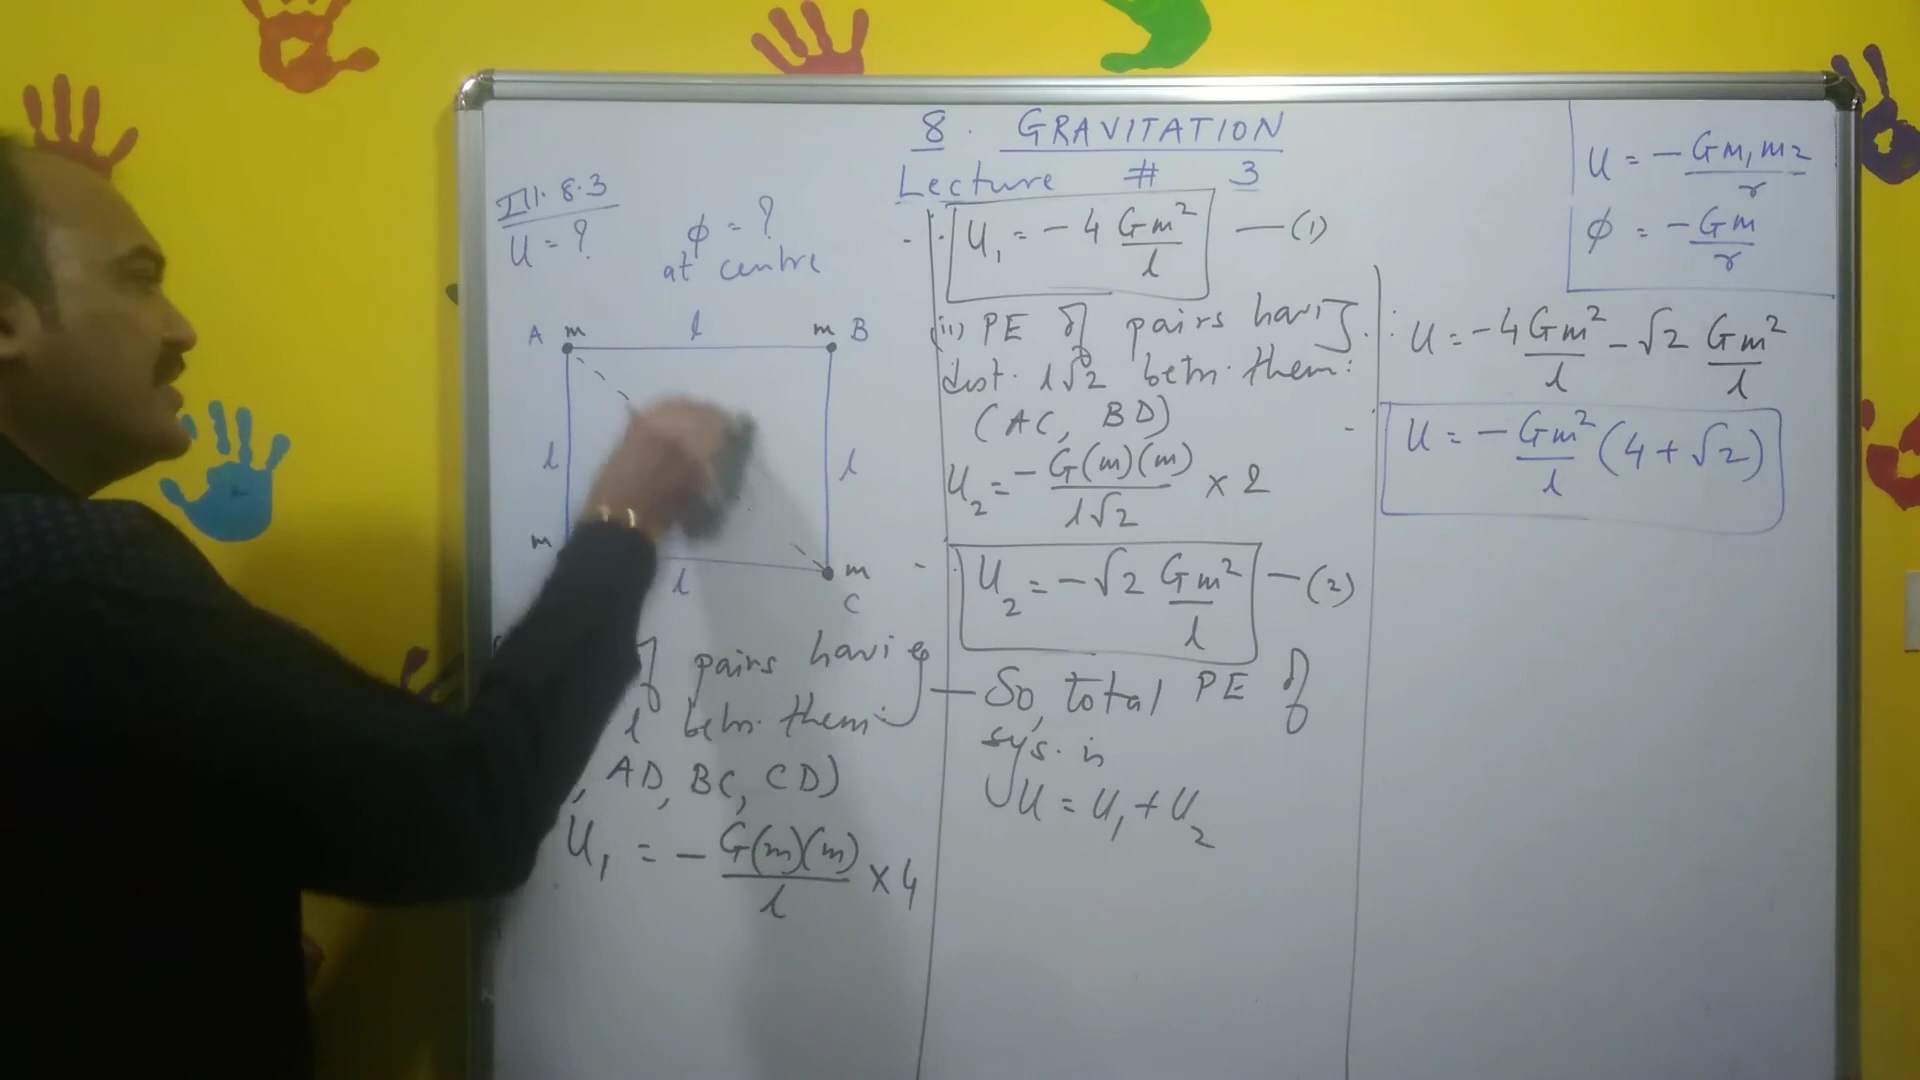 8. GRAVITATION
Lecture # 3
Ill. 8.3
U = ?
φ = ?
at centre
A m l m B
l l
m l m
C
pairs having
l betn. them:
, AD, BC, CD)
U₁ = - G(m)(m)/l × 4
∴ U₁ = - 4 Gm²/l —(1)
(ii) PE of pairs having
dist. l√2 betn. them:
(AC, BD)
U₂ = - G(m)(m)/l√2 × 2
∴ U₂ = - √2 Gm²/l —(2)
So, total PE of
sys. is
U = U₁ + U₂
U = - Gm₁m₂/r
φ = - Gm/r
∴ U = - 4Gm²/l - √2 Gm²/l
U = - Gm²/l (4 + √2)